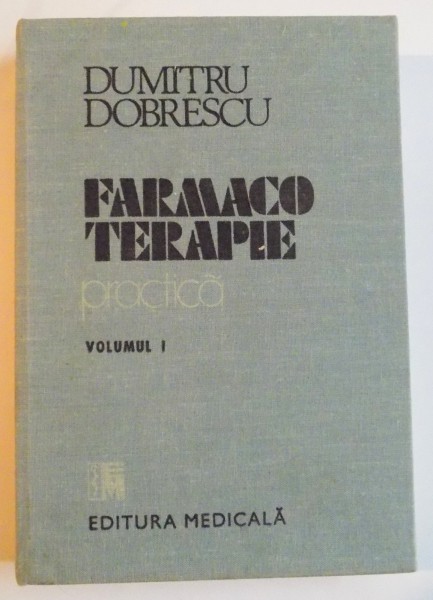 DUMITRU
DOBRESCU
FARMACO
TERAPIE
practică
VOLUMUL I
EDITURA MEDICALĂ